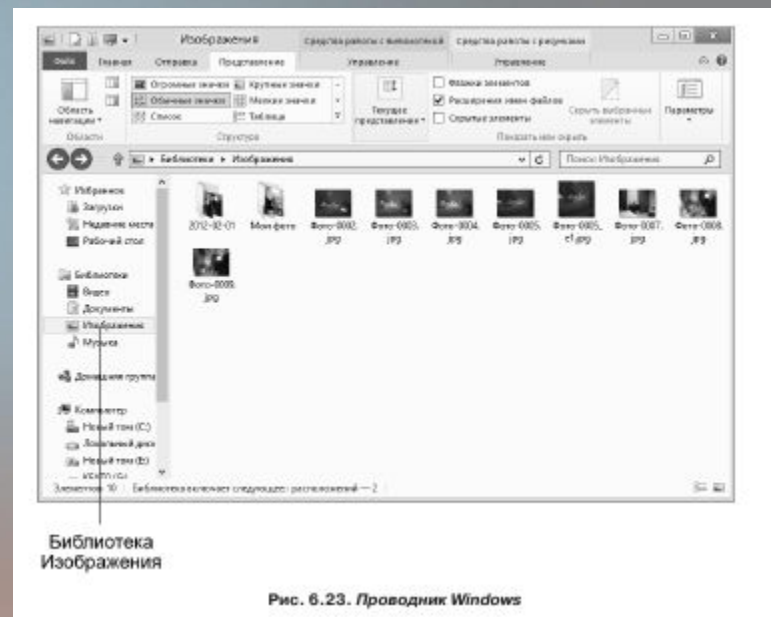 Изображения Средства работы с библиотекой Средства работы с рисунками
Файл Главная Отправка Представление Управление Управление
Область навигации
Огромные значки Крупные значки
Обычные значки Мелкие значки
Список Таблица
Текущее представление
Флажки элементов
Расширения имен файлов
Скрытые элементы
Скрыть выбранные элементы
Параметры
Области Структура Показать или скрыть
Библиотеки Изображения Поиск: Изображения
Избранное
Загрузки
Недавние места
Рабочий стол
Библиотеки
Видео
Документы
Изображения
Музыка
Домашняя группа
Компьютер
Новый том (C:)
Локальный диск
Новый том (E:)
2012-02-01 Мои фото Фото-0002.jpg Фото-0003.jpg Фото-0004.jpg Фото-0005.jpg Фото-0005_cf.jpg Фото-0007.jpg Фото-0008.jpg
Фото-0009.jpg
Элементов: 10 Библиотека включает следующее: расположений — 2
Библиотека
Изображения
Рис. 6.23. Проводник Windows